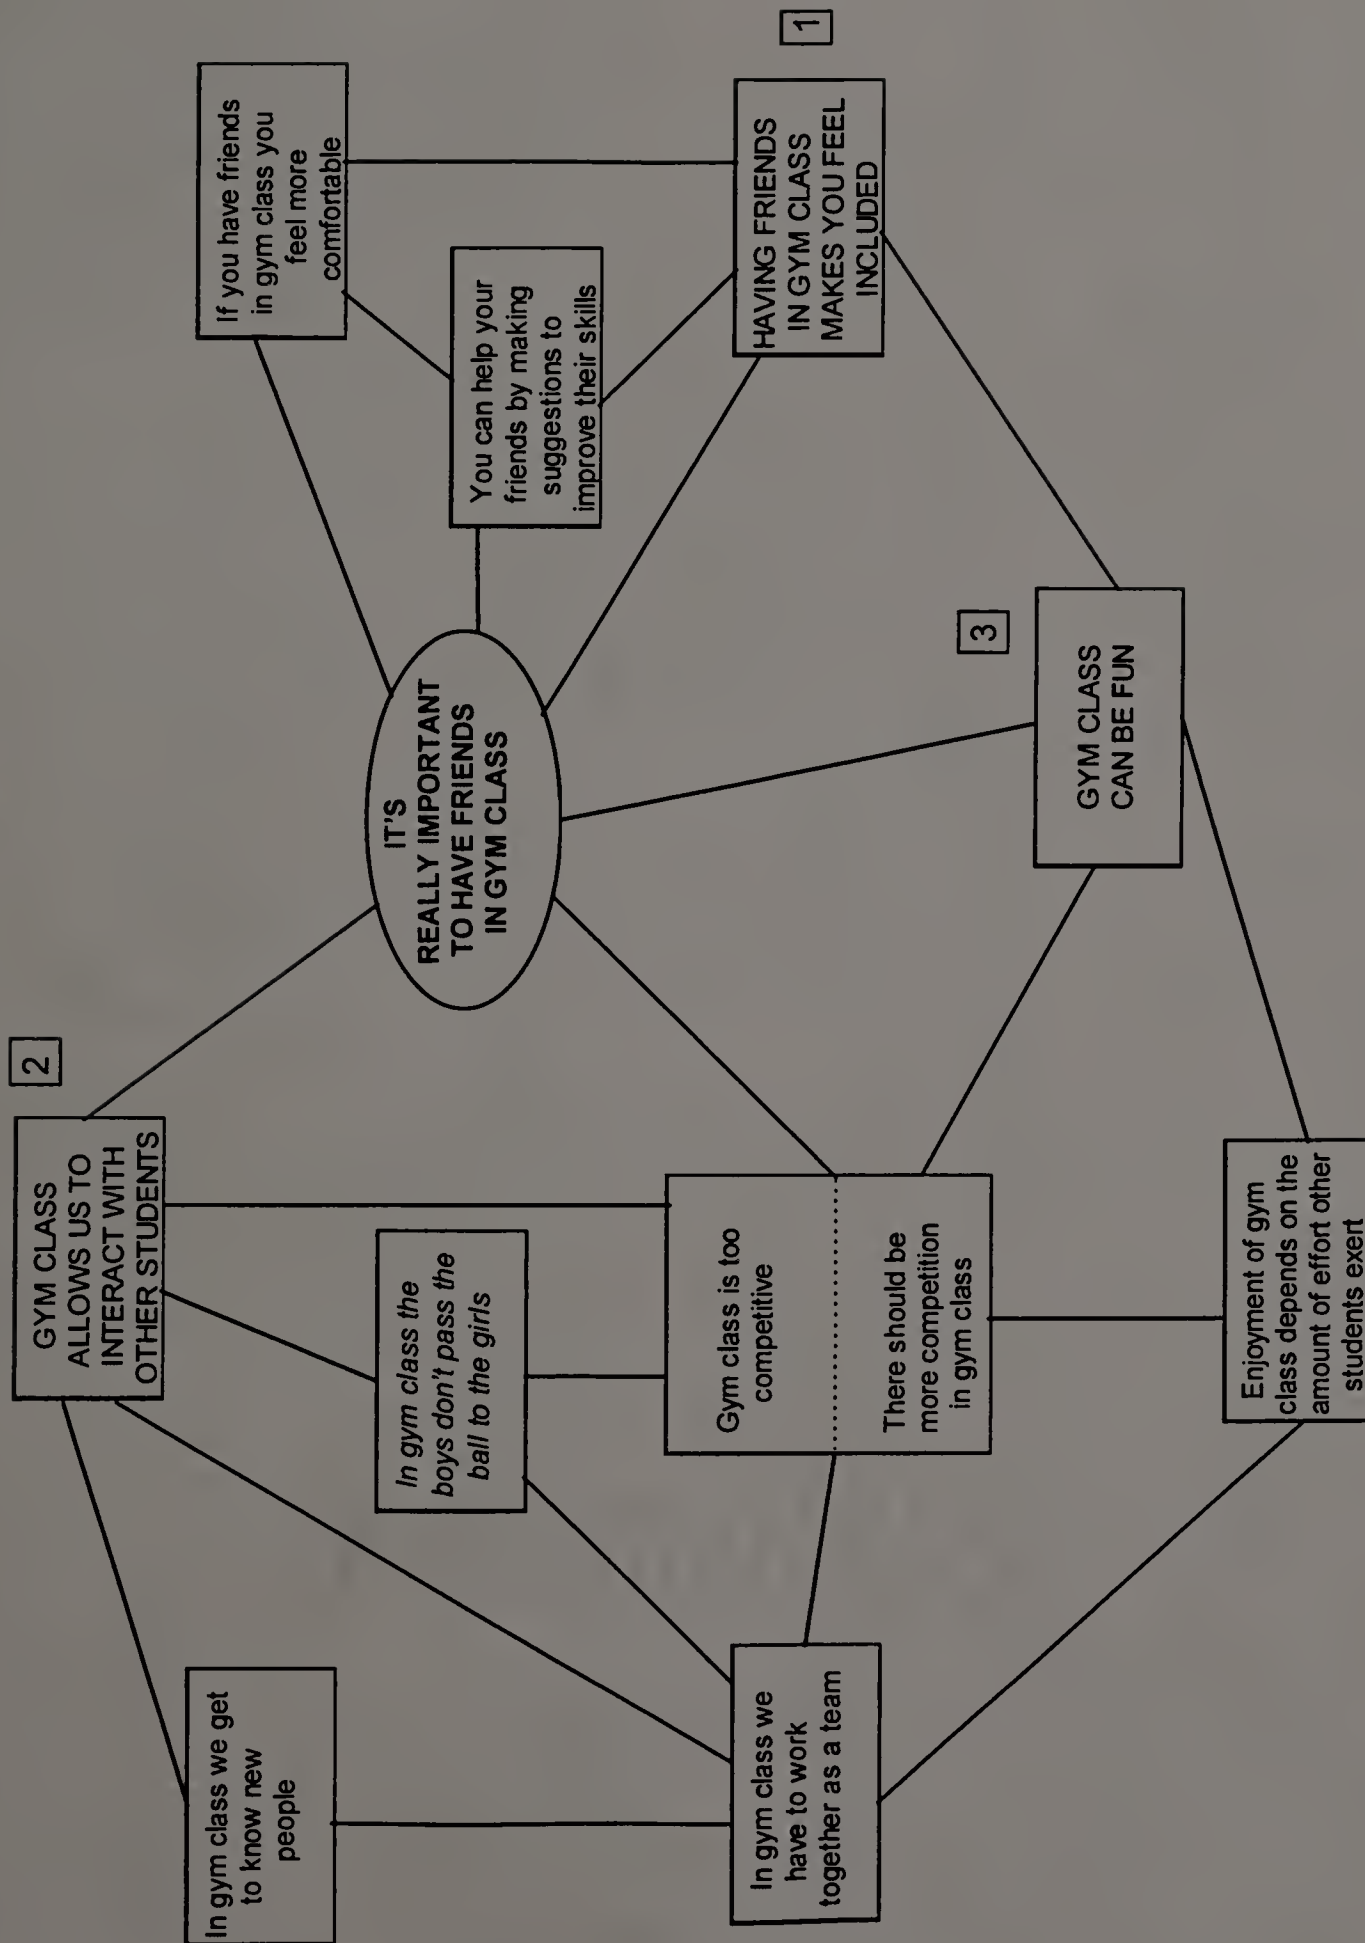 GYM CLASS
ALLOWS US TO
INTERACT WITH
OTHER STUDENTS
2
In gym class we get
to know new
people
If you have friends
in gym class you
feel more
comfortable
In gym class the
boys don't pass the
ball to the girls
IT'S
REALLY IMPORTANT
TO HAVE FRIENDS
IN GYM CLASS
You can help your
friends by making
suggestions to
improve their skills
In gym class we
have to work
together as a team
Gym class is too
competitive
There should be
more competition
in gym class
HAVING FRIENDS
IN GYM CLASS
MAKES YOU FEEL
INCLUDED
1
3
GYM CLASS
CAN BE FUN
Enjoyment of gym
class depends on the
amount of effort other
students exert